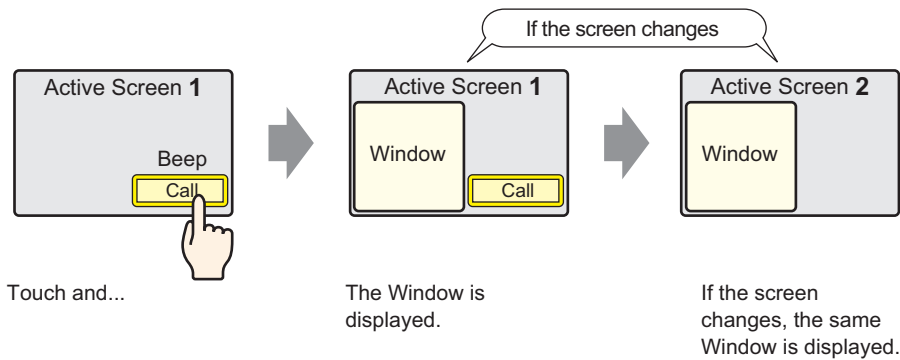 If the screen changes
Active Screen 1
Beep
Call
Active Screen 1
Window
Call
Active Screen 2
Window
Touch and...
The Window is
displayed.
If the screen
changes, the same
Window is displayed.